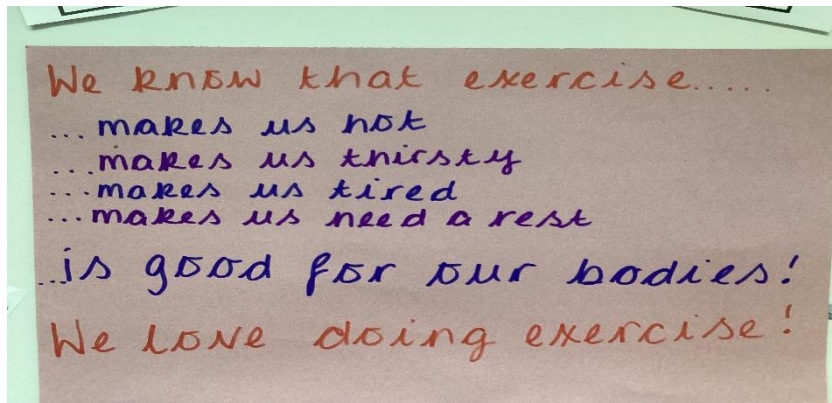 We know that exercise.....
...makes us hot
...makes us thirsty
...makes us tired
...makes us need a rest
...is good for our bodies!
We love doing exercise!